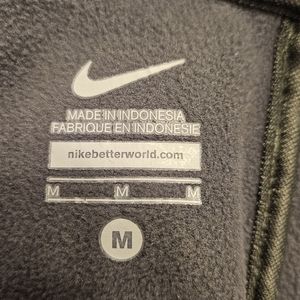 MADE IN INDONESIA
FABRIQUE EN INDONESIE
nikebetterworld.com
M M M
M